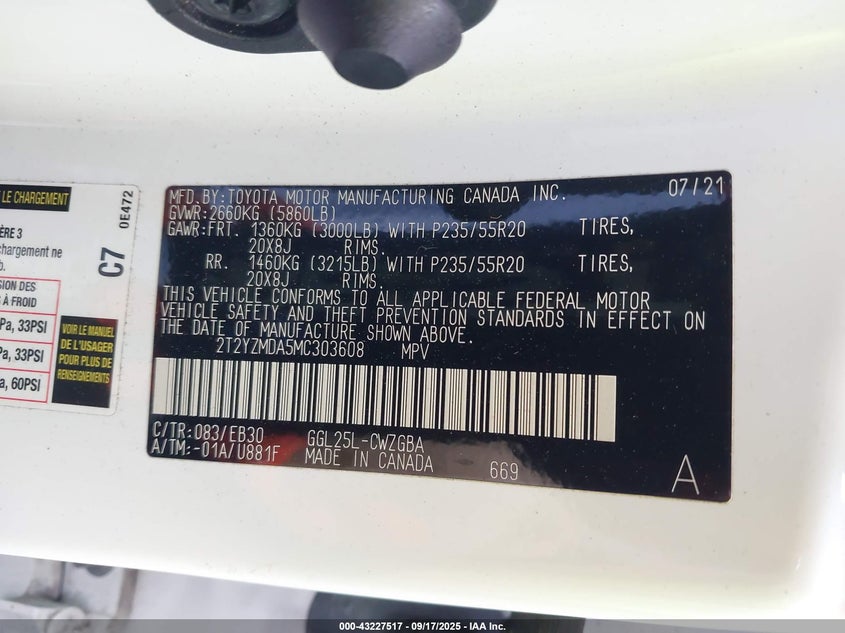 LE CHARGEMENT
ÈRE 3
chargement ne
b.
SION DES
À FROID
Pa, 33PSI
Pa, 33PSI
a, 60PSI
C7
0E472
VOIR LE MANUEL
DE L'USAGER
POUR PLUS DE
RENSEIGNEMENTS
MFD. BY: TOYOTA MOTOR MANUFACTURING CANADA INC. 07/21
GVWR: 2660KG (5860LB)
GAWR: FRT. 1360KG (3000LB) WITH P235/55R20 TIRES,
20X8J RIMS.
RR. 1460KG (3215LB) WITH P235/55R20 TIRES,
20X8J RIMS.
THIS VEHICLE CONFORMS TO ALL APPLICABLE FEDERAL MOTOR
VEHICLE SAFETY AND THEFT PREVENTION STANDARDS IN EFFECT ON
THE DATE OF MANUFACTURE SHOWN ABOVE.
2T2YZMDA5MC303608 MPV
C/TR: 083/EB30 GGL25L-CWZGBA
A/TM: -01A/U881F MADE IN CANADA 669 A
000-43227517 - 09/17/2025 - IAA Inc.